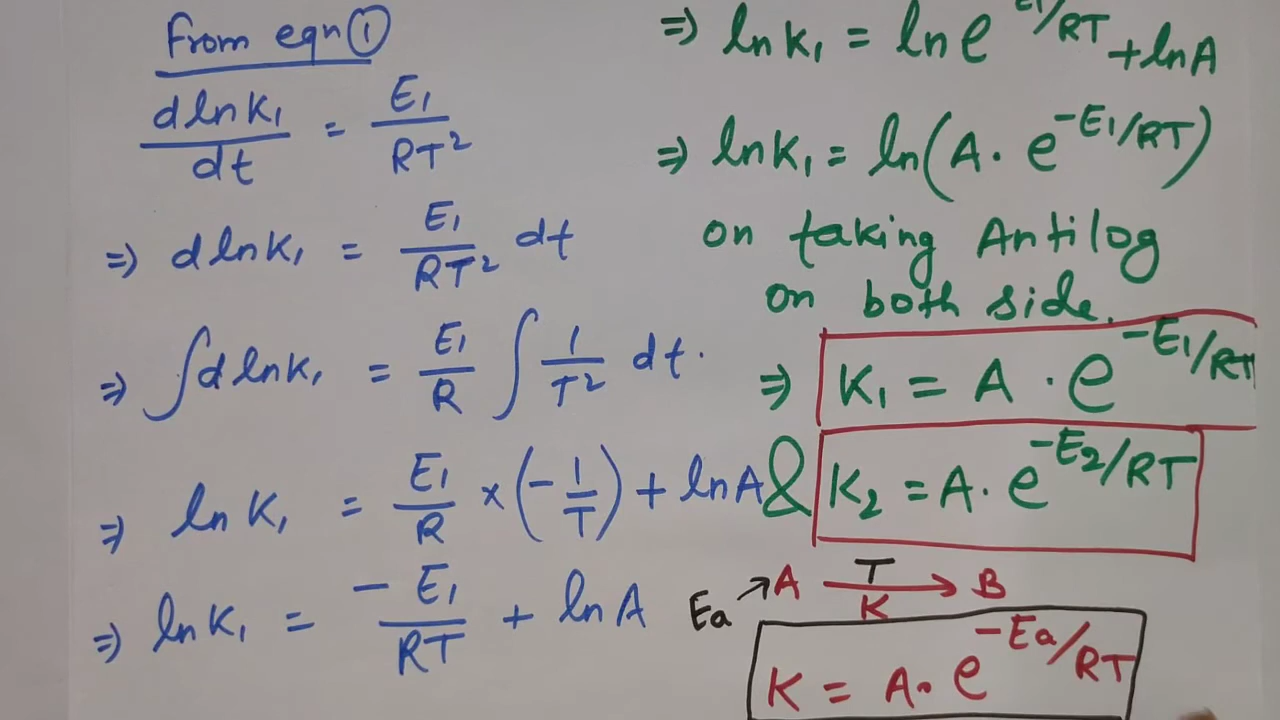 From eqn ①
d ln K₁ / dt = E₁ / RT²
⇒ d ln K₁ = E₁ / RT² dt
⇒ ∫ d ln K₁ = E₁ / R ∫ 1 / T² dt.
⇒ ln K₁ = E₁ / R × (- 1 / T) + ln A
⇒ ln K₁ = - E₁ / RT + ln A
⇒ ln K₁ = ln e^E₁/RT + ln A
⇒ ln K₁ = ln (A · e^-E₁/RT)
on taking Antilog
on both side.
⇒ K₁ = A · e^-E₁/RT
& K₂ = A · e^-E₂/RT
Ea → A —T/K→ B
K = A · e^-Ea/RT